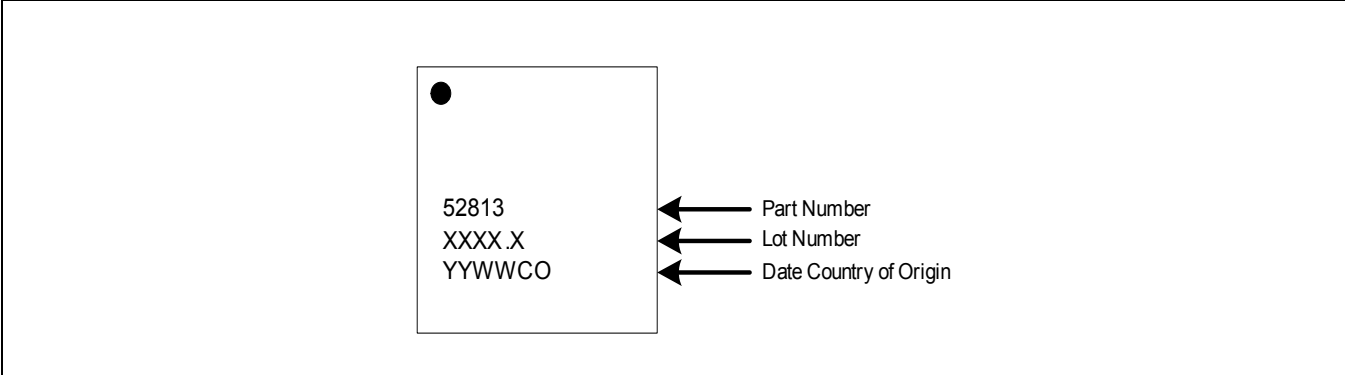 52813 Part Number
XXXX.X Lot Number
YYWWCO Date Country of Origin